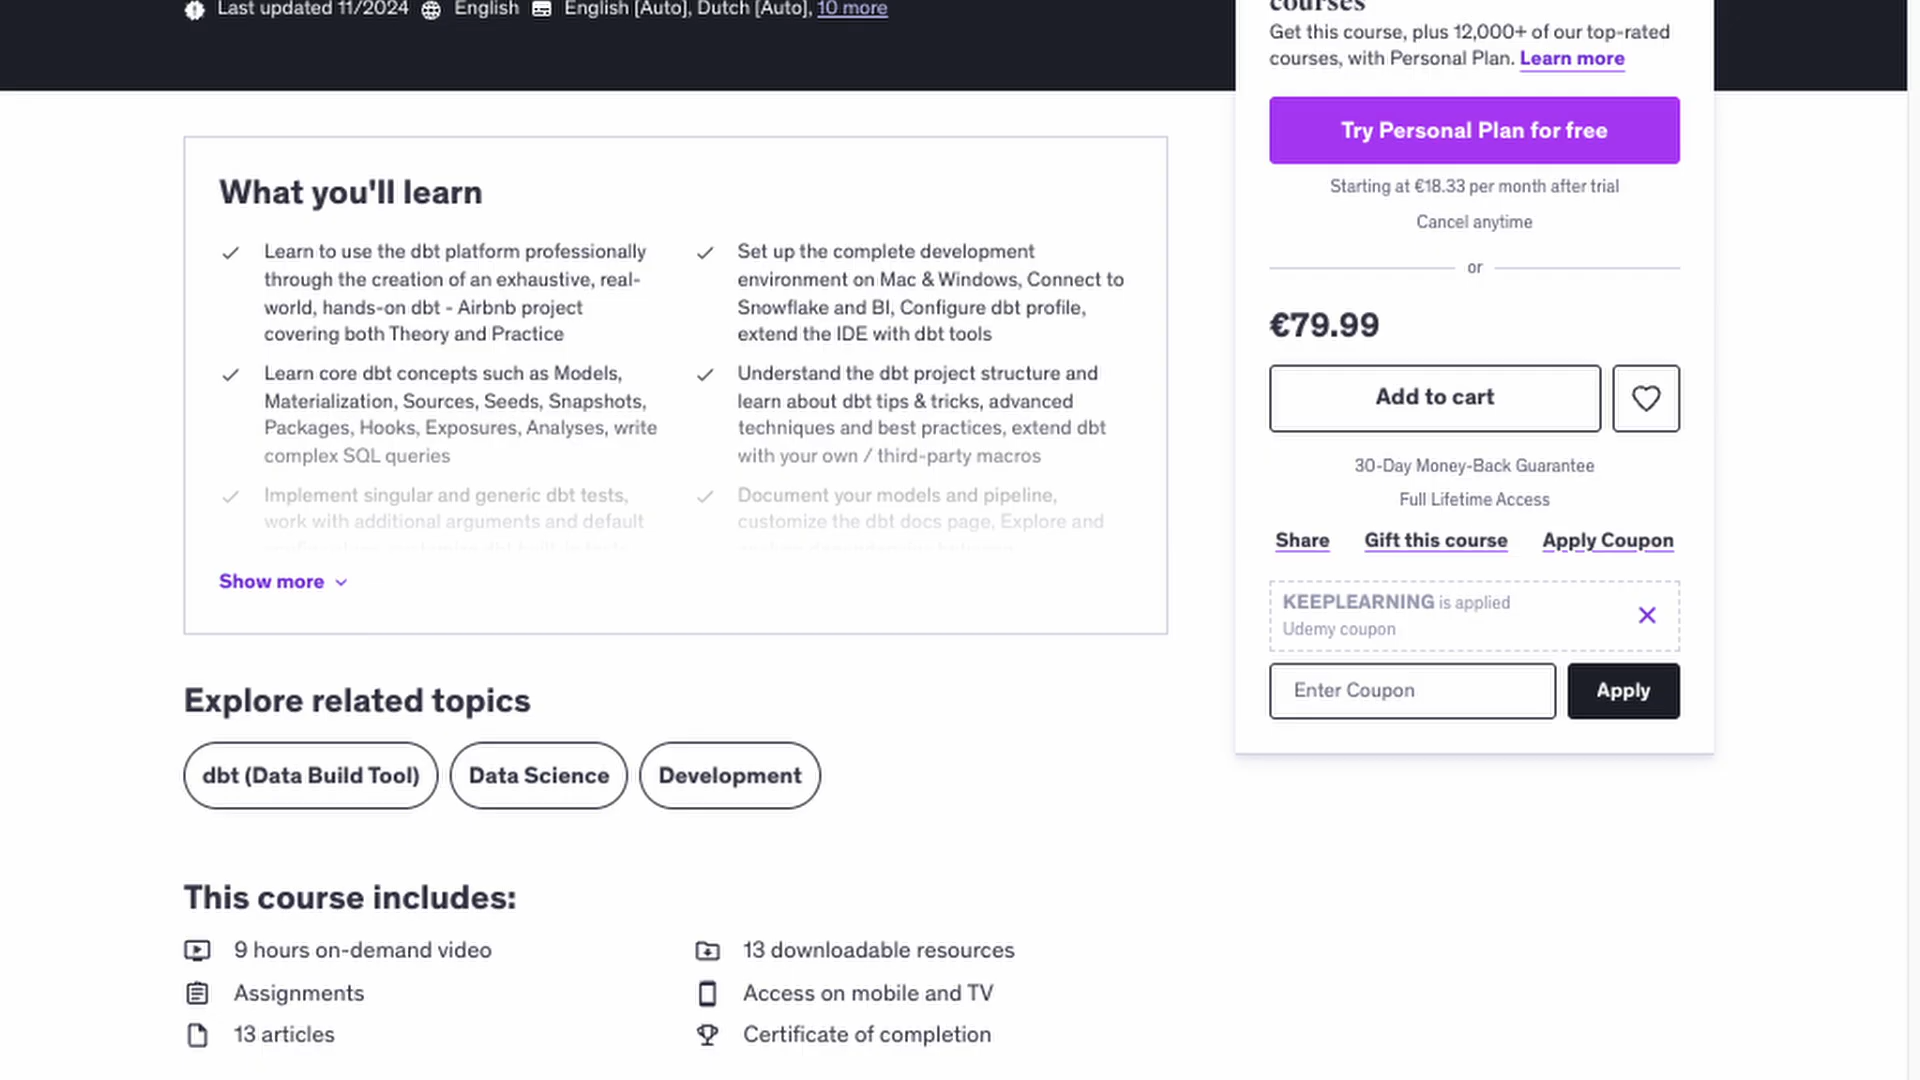 Last updated 11/2024 English English [Auto], Dutch [Auto], 10 more
courses
Get this course, plus 12,000+ of our top-rated
courses, with Personal Plan. Learn more
Try Personal Plan for free
Starting at €18.33 per month after trial
Cancel anytime
or
€79.99
Add to cart
30-Day Money-Back Guarantee
Full Lifetime Access
Share Gift this course Apply Coupon
KEEPLEARNING is applied
Udemy coupon
Enter Coupon Apply
What you'll learn
Learn to use the dbt platform professionally
through the creation of an exhaustive, real-
world, hands-on dbt - Airbnb project
covering both Theory and Practice
Set up the complete development
environment on Mac & Windows, Connect to
Snowflake and BI, Configure dbt profile,
extend the IDE with dbt tools
Learn core dbt concepts such as Models,
Materialization, Sources, Seeds, Snapshots,
Packages, Hooks, Exposures, Analyses, write
complex SQL queries
Understand the dbt project structure and
learn about dbt tips & tricks, advanced
techniques and best practices, extend dbt
with your own / third-party macros
Implement singular and generic dbt tests,
work with additional arguments and default
Document your models and pipeline,
customize the dbt docs page, Explore and
Show more
Explore related topics
dbt (Data Build Tool) Data Science Development
This course includes:
9 hours on-demand video
Assignments
13 articles
13 downloadable resources
Access on mobile and TV
Certificate of completion